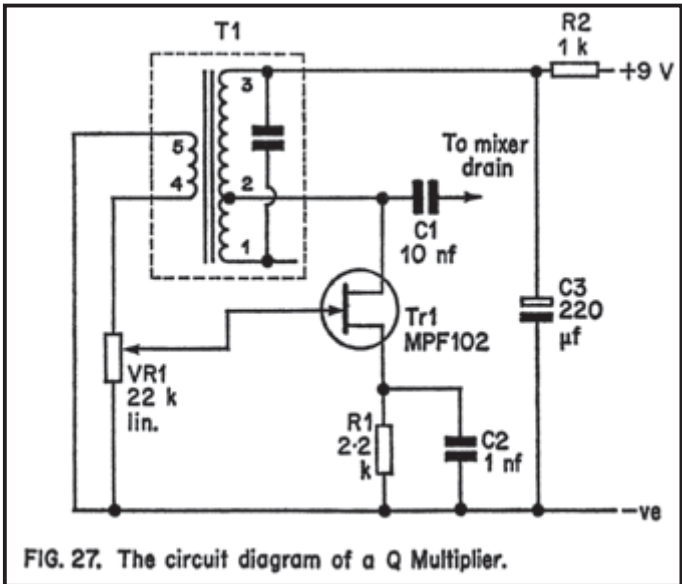 T1
R2
1 k
+9 V
3
5
4
2
1
To mixer
drain
C1
10 nf
Tr1
MPF102
C3
220
µf
VR1
22 k
lin.
R1
2·2
k
C2
1 nf
-ve
FIG. 27. The circuit diagram of a Q Multiplier.